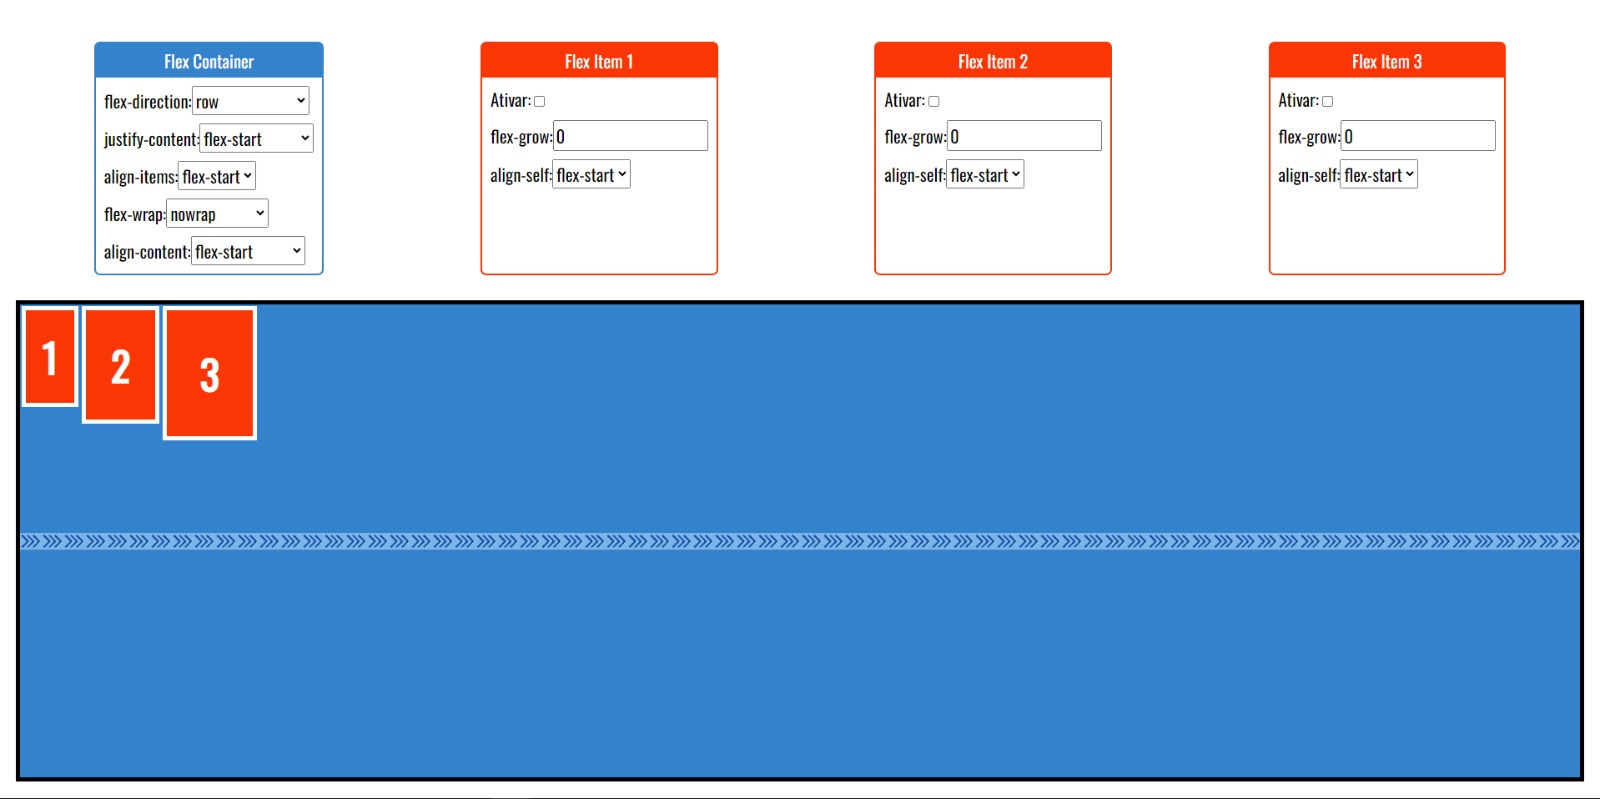 Flex Container
flex-direction: row
justify-content: flex-start
align-items: flex-start
flex-wrap: nowrap
align-content: flex-start
Flex Item 1
Ativar:
flex-grow: 0
align-self: flex-start
Flex Item 2
Ativar:
flex-grow: 0
align-self: flex-start
Flex Item 3
Ativar:
flex-grow: 0
align-self: flex-start
1
2
3